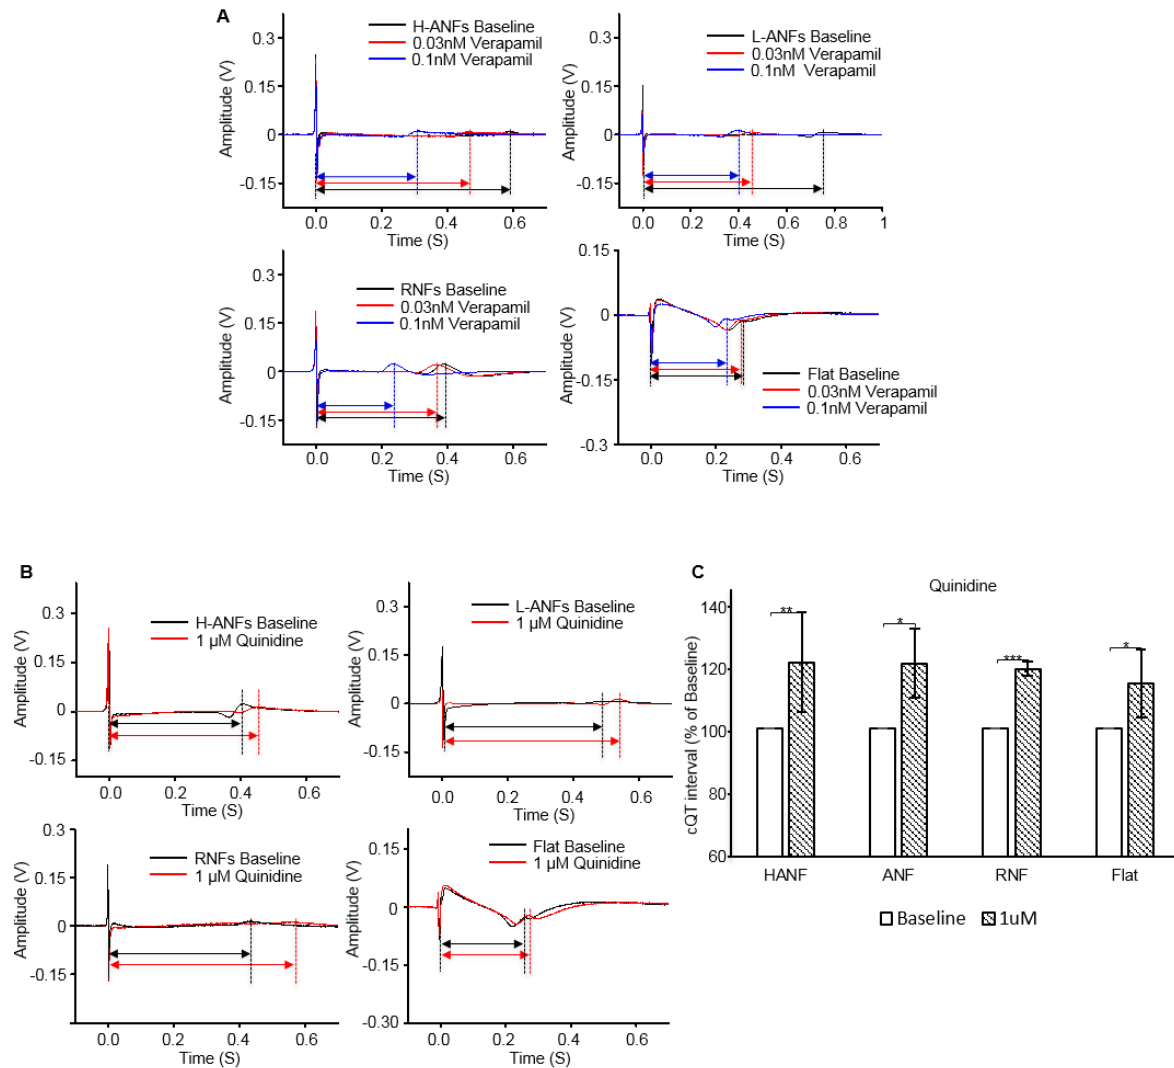 A
H-ANFs Baseline
0.03nM Verapamil
0.1nM Verapamil
Amplitude (V)
0.3
0.15
0
-0.15
0.0 0.2 0.4 0.6
Time (S)
L-ANFs Baseline
0.03nM Verapamil
0.1nM Verapamil
Amplitude (V)
0.3
0.15
0
-0.15
0.0 0.2 0.4 0.6 0.8 1
Time (S)
RNFs Baseline
0.03nM Verapamil
0.1nM Verapamil
Amplitude (V)
0.3
0.15
0
-0.15
0.0 0.2 0.4 0.6
Time (S)
Flat Baseline
0.03nM Verapamil
0.1nM Verapamil
Amplitude (V)
0.15
0
-0.15
-0.3
0.0 0.2 0.4 0.6
Time (S)
B
H-ANFs Baseline
1 µM Quinidine
Amplitude (V)
0.3
0.15
0
-0.15
0.0 0.2 0.4 0.6
Time (S)
L-ANFs Baseline
1 µM Quinidine
Amplitude (V)
0.3
0.15
0
-0.15
0.0 0.2 0.4 0.6
Time (S)
RNFs Baseline
1 µM Quinidine
Amplitude (V)
0.3
0.15
0
-0.15
0.0 0.2 0.4 0.6
Time (S)
Flat Baseline
1 µM Quinidine
Amplitude (V)
0.15
0.0
-0.15
-0.30
0.0 0.2 0.4 0.6
Time (S)
C
Quinidine
cQT interval (% of Baseline)
140
120
100
80
60
** * *** *
HANF ANF RNF Flat
Baseline 1uM